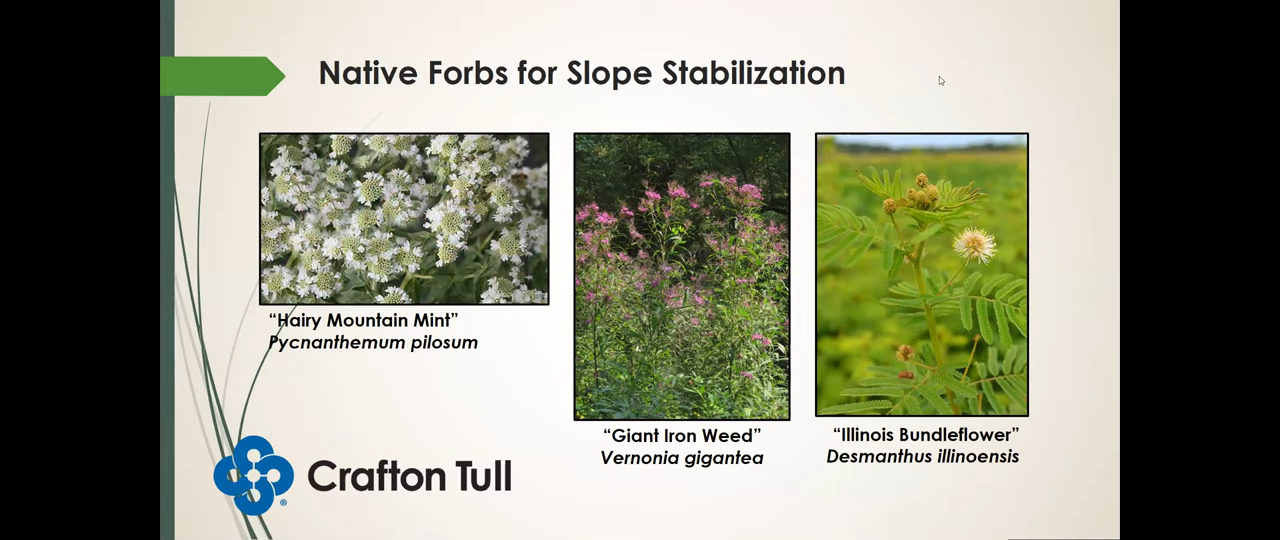 Native Forbs for Slope Stabilization
“Hairy Mountain Mint”
Pycnanthemum pilosum
“Giant Iron Weed”
Vernonia gigantea
“Illinois Bundleflower”
Desmanthus illinoensis
Crafton Tull
®